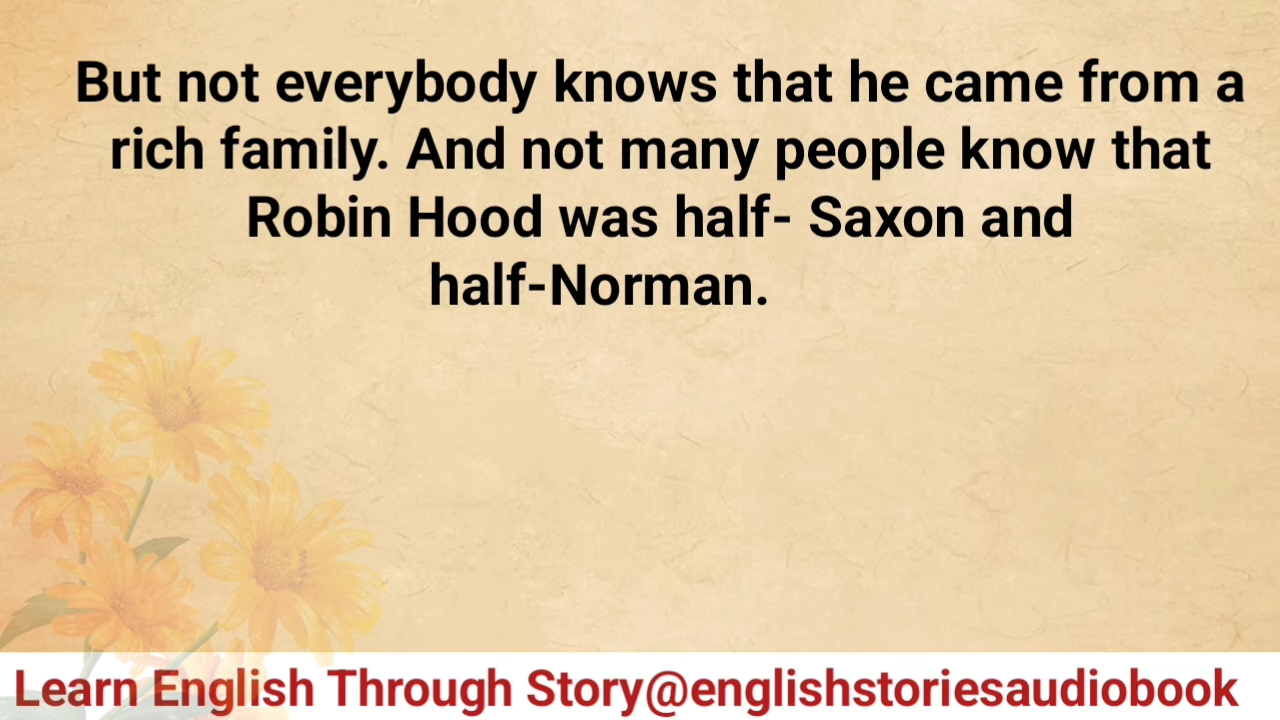 But not everybody knows that he came from a
rich family. And not many people know that
Robin Hood was half- Saxon and
half-Norman.
Learn English Through Story@englishstoriesaudiobook